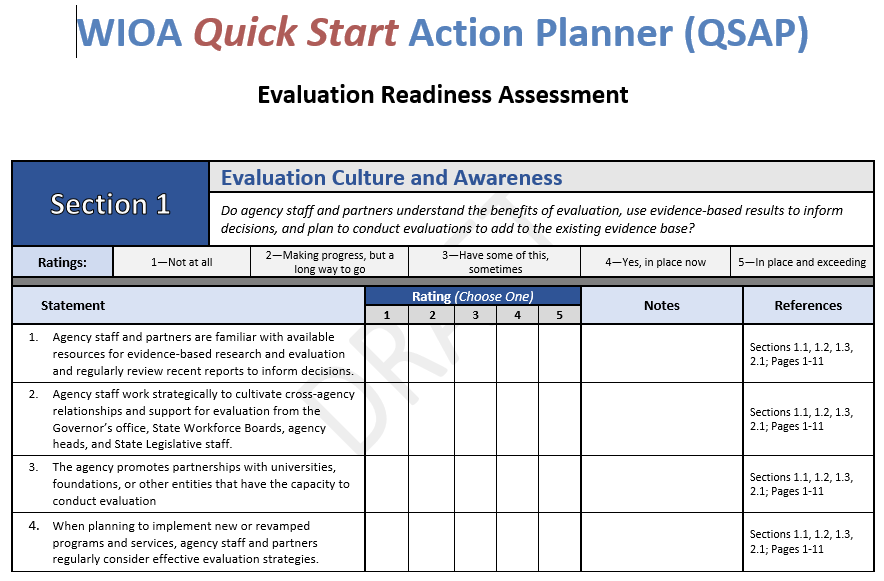 WIOA Quick Start Action Planner (QSAP)
Evaluation Readiness Assessment
Section 1
Evaluation Culture and Awareness
Do agency staff and partners understand the benefits of evaluation, use evidence-based results to inform
decisions, and plan to conduct evaluations to add to the existing evidence base?
Ratings:
1—Not at all
2—Making progress, but a
long way to go
3—Have some of this,
sometimes
4—Yes, in place now
5—In place and exceeding
Statement
Rating (Choose One)
1 2 3 4 5
Notes
References
1. Agency staff and partners are familiar with available
resources for evidence-based research and evaluation
and regularly review recent reports to inform decisions.
Sections 1.1, 1.2, 1.3,
2.1; Pages 1-11
2. Agency staff work strategically to cultivate cross-agency
relationships and support for evaluation from the
Governor's office, State Workforce Boards, agency
heads, and State Legislative staff.
Sections 1.1, 1.2, 1.3,
2.1; Pages 1-11
3. The agency promotes partnerships with universities,
foundations, or other entities that have the capacity to
conduct evaluation
Sections 1.1, 1.2, 1.3,
2.1; Pages 1-11
4. When planning to implement new or revamped
programs and services, agency staff and partners
regularly consider effective evaluation strategies.
Sections 1.1, 1.2, 1.3,
2.1; Pages 1-11
DRAFT